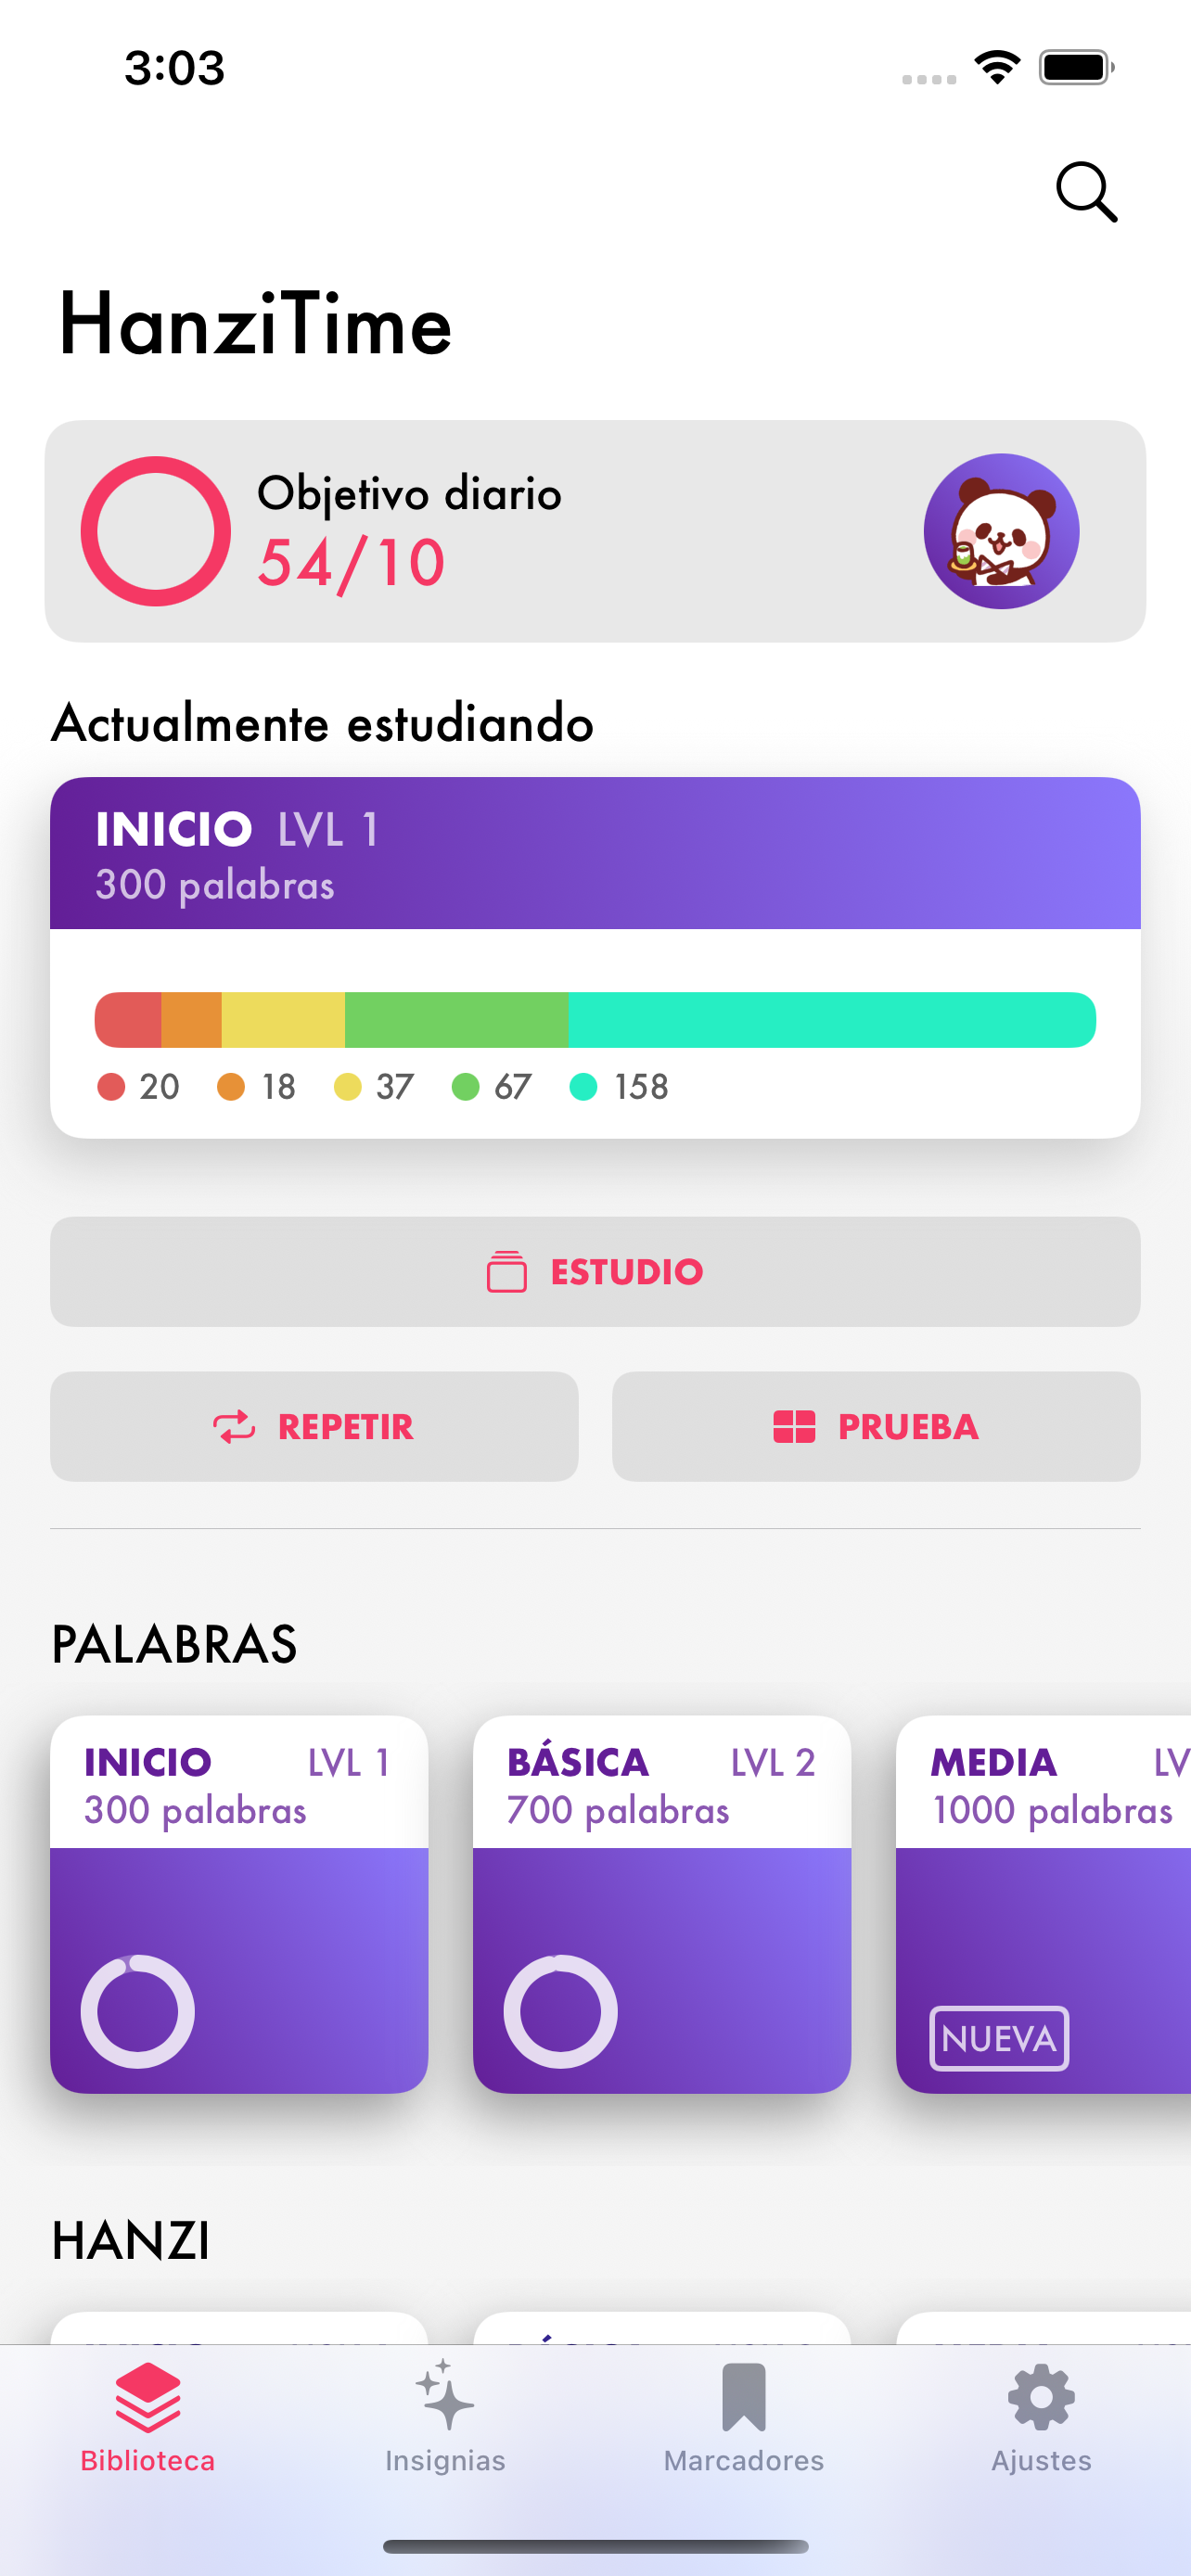 3:03
HanziTime
Objetivo diario
54/10
Actualmente estudiando
INICIO LVL 1
300 palabras
20 18 37 67 158
ESTUDIO
REPETIR PRUEBA
PALABRAS
INICIO LVL 1 BÁSICA LVL 2 MEDIA
300 palabras 700 palabras 1000 palabras
NUEVA
HANZI
Biblioteca Insignias Marcadores Ajustes